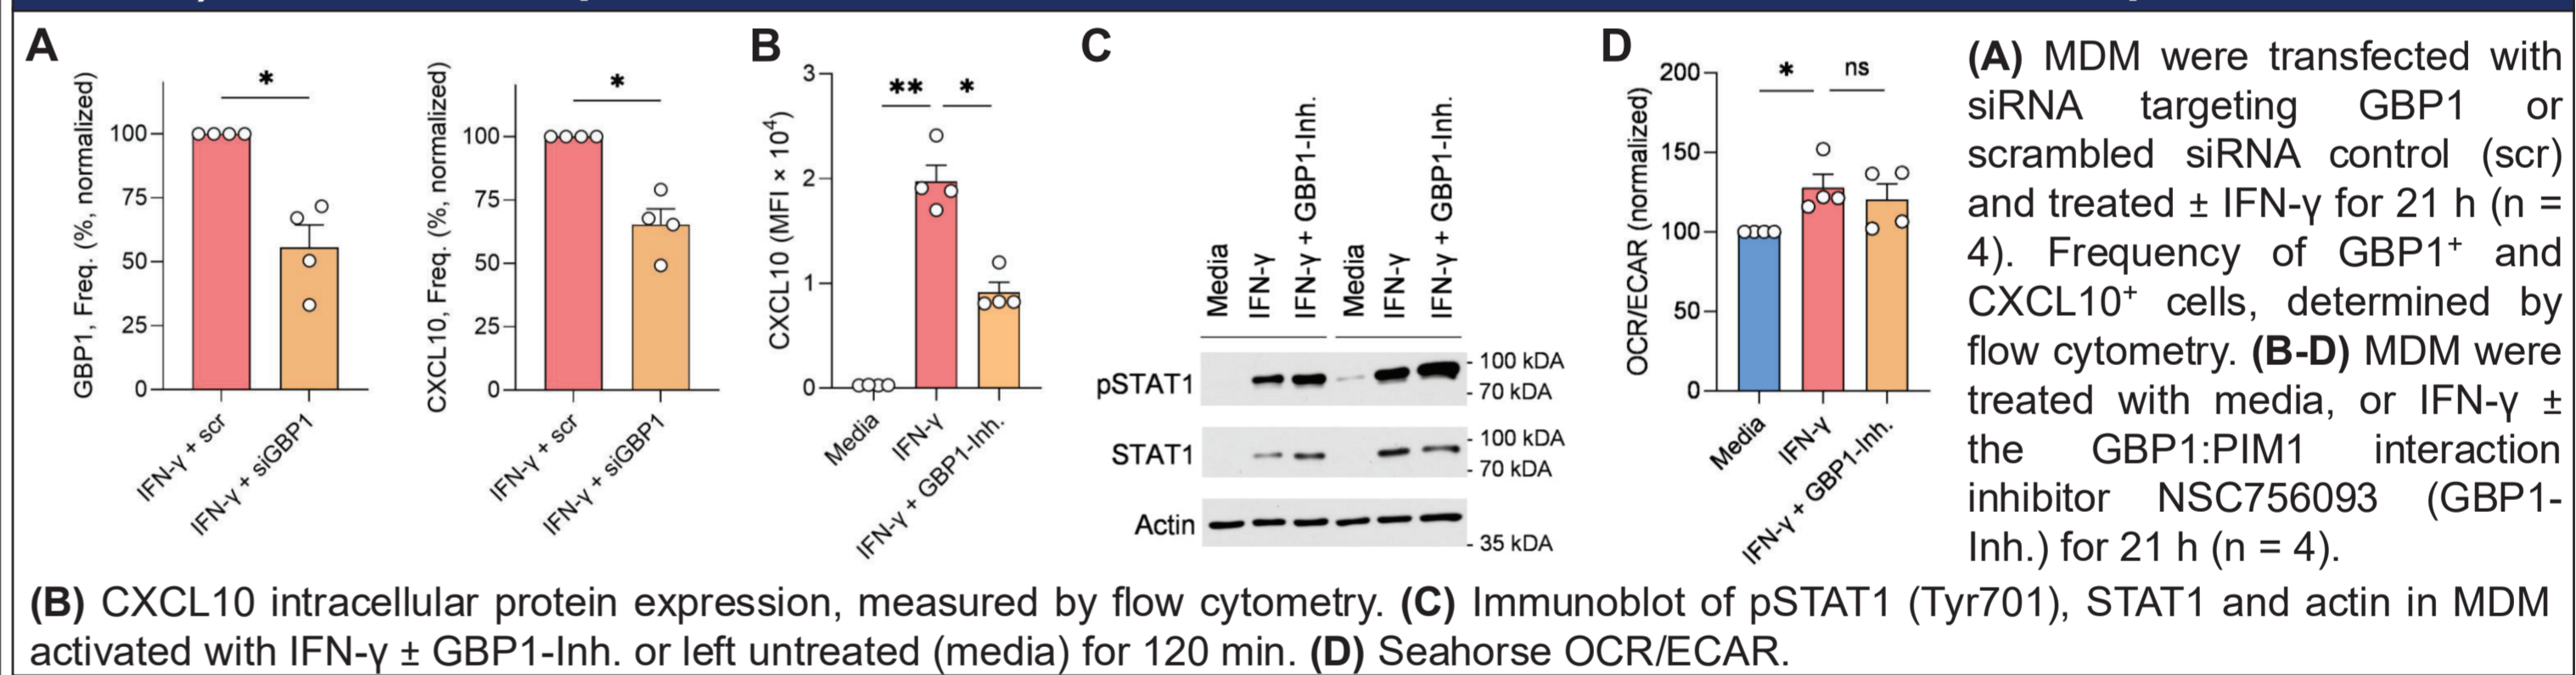 A
GBP1, Freq. (%, normalized)
100
75
50
25
0
*
IFN-γ + scr
IFN-γ + siGBP1
CXCL10, Freq. (%, normalized)
100
75
50
25
0
*
IFN-γ + scr
IFN-γ + siGBP1
B
CXCL10 (MFI × 10⁴)
3
2
1
0
** *
Media
IFN-γ
IFN-γ + GBP1-Inh.
C
Media
IFN-γ
IFN-γ + GBP1-Inh.
Media
IFN-γ
IFN-γ + GBP1-Inh.
pSTAT1
- 100 kDA
- 70 kDA
STAT1
- 100 kDA
- 70 kDA
Actin
- 35 kDA
D
OCR/ECAR (normalized)
200
150
100
50
0
* ns
Media
IFN-γ
IFN-γ + GBP1-Inh.
(A) MDM were transfected with
siRNA targeting GBP1 or
scrambled siRNA control (scr)
and treated ± IFN-γ for 21 h (n =
4). Frequency of GBP1⁺ and
CXCL10⁺ cells, determined by
flow cytometry. (B-D) MDM were
treated with media, or IFN-γ ±
the GBP1:PIM1 interaction
inhibitor NSC756093 (GBP1-
Inh.) for 21 h (n = 4).
(B) CXCL10 intracellular protein expression, measured by flow cytometry. (C) Immunoblot of pSTAT1 (Tyr701), STAT1 and actin in MDM
activated with IFN-γ ± GBP1-Inh. or left untreated (media) for 120 min. (D) Seahorse OCR/ECAR.